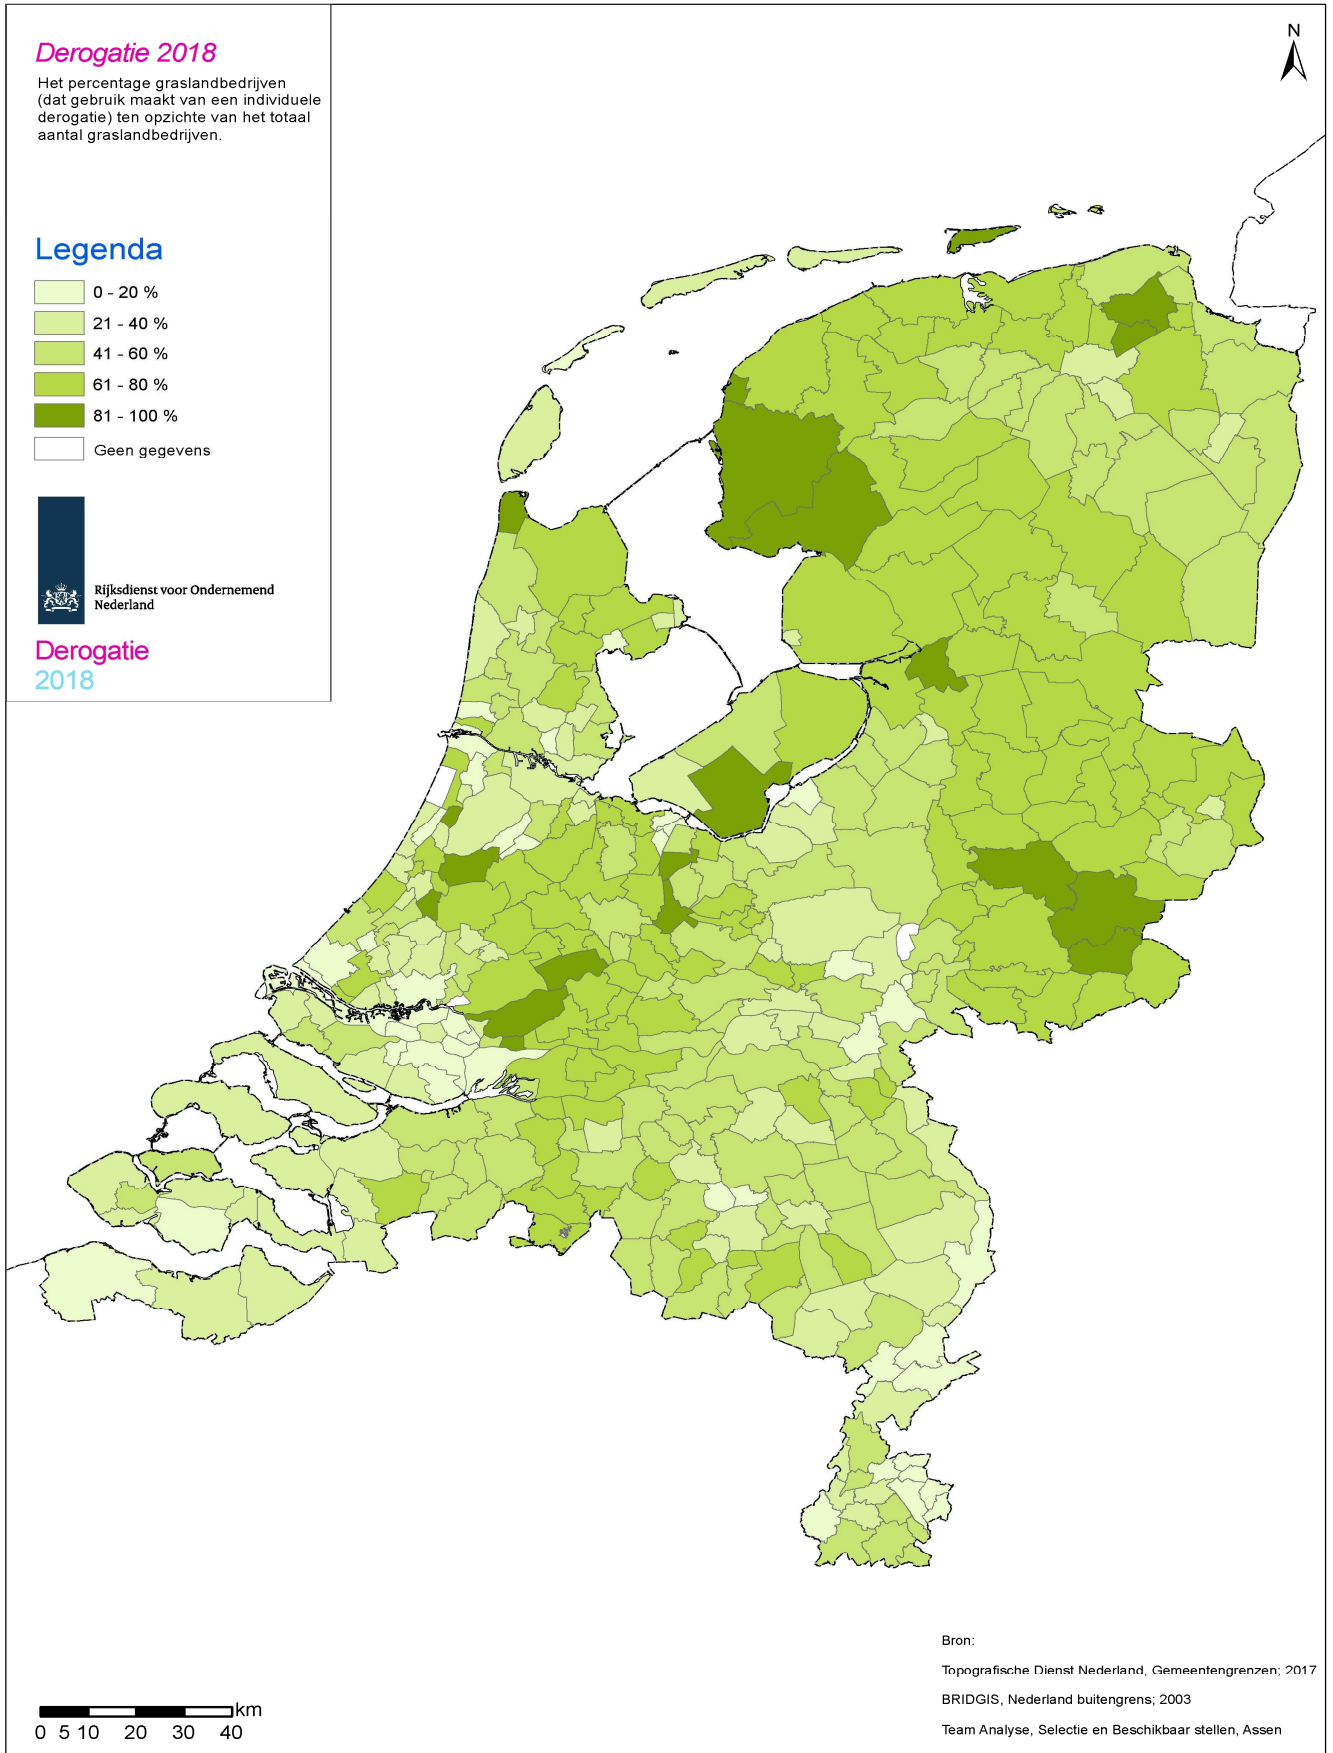 Derogatie 2018
Het percentage graslandbedrijven
(dat gebruik maakt van een individuele
derogatie) ten opzichte van het totaal
aantal graslandbedrijven.
Legenda
0 - 20 %
21 - 40 %
41 - 60 %
61 - 80 %
81 - 100 %
Geen gegevens
Rijksdienst voor Ondernemend
Nederland
Derogatie
2018
N
km
0 5 10 20 30 40
Bron:
Topografische Dienst Nederland, Gemeentengrenzen; 2017
BRIDGIS, Nederland buitengrens; 2003
Team Analyse, Selectie en Beschikbaar stellen, Assen